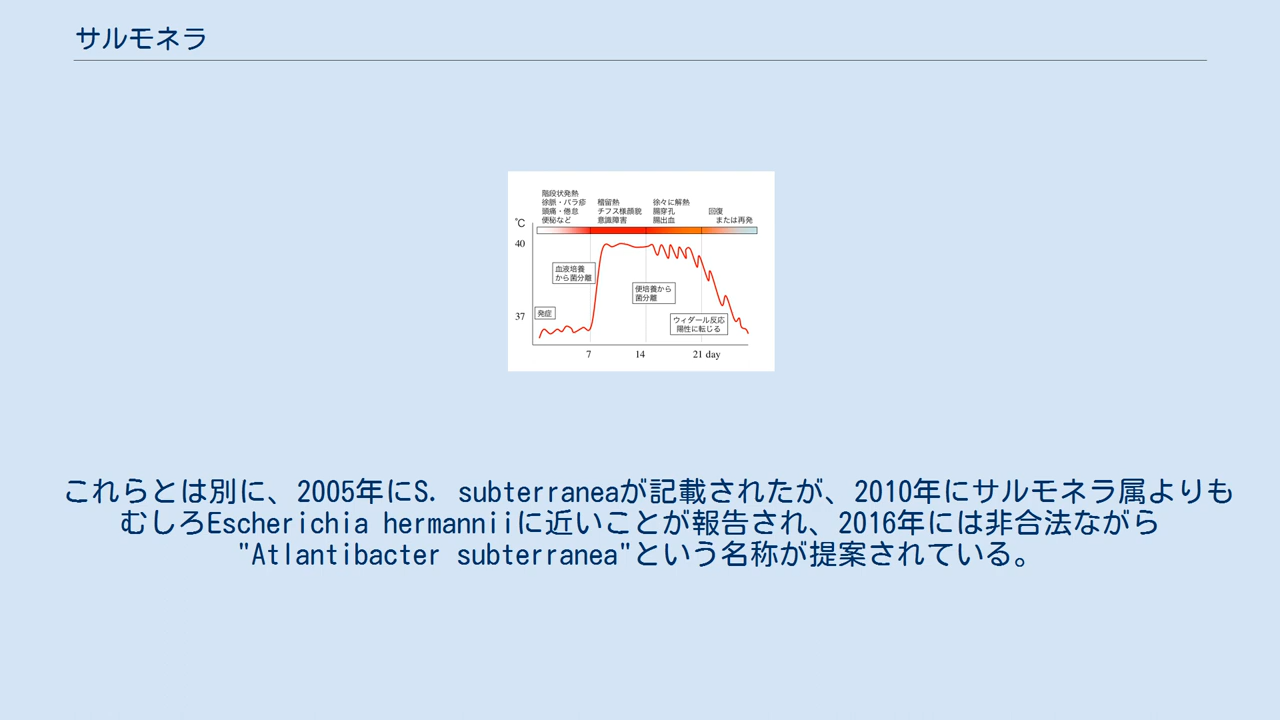 サルモネラ
階段状発熱
徐脈・バラ疹
頭痛・倦怠
便秘など
稽留熱
チフス様顔貌
意識障害
徐々に解熱
腸穿孔
腸出血
回復
または再発
℃
40
37
血液培養
から菌分離
便培養から
菌分離
発症
ウィダール反応
陽性に転じる
7 14 21 day
これらとは別に、2005年にS. subterraneaが記載されたが、2010年にサルモネラ属よりも
むしろEscherichia hermanniiに近いことが報告され、2016年には非合法ながら
"Atlantibacter subterranea"という名称が提案されている。